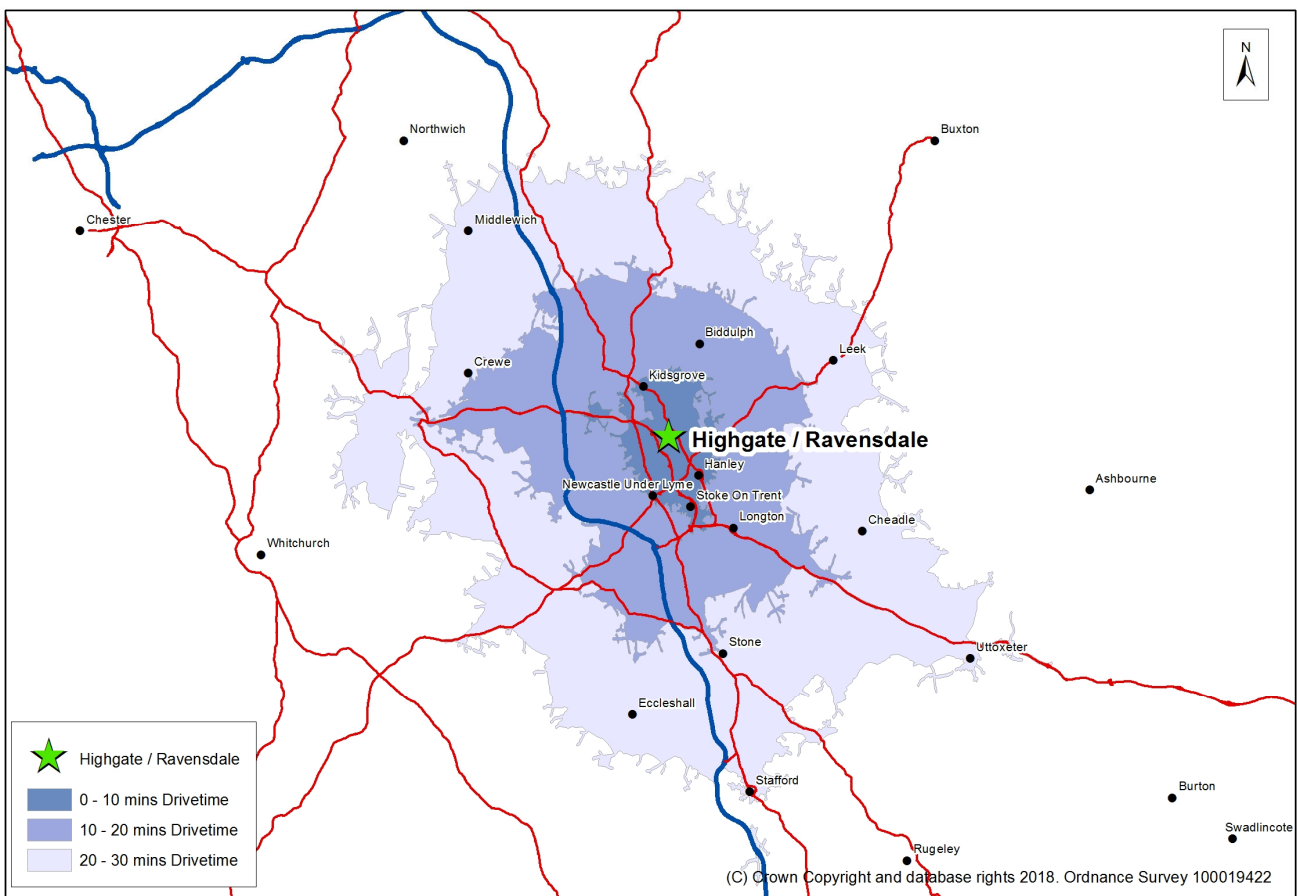 N
Northwich
Buxton
Chester
Middlewich
Biddulph
Leek
Crewe
Kidsgrove
Highgate / Ravensdale
Hanley
Ashbourne
Newcastle Under Lyme
Stoke On Trent
Longton
Cheadle
Whitchurch
Stone
Uttoxeter
Eccleshall
Stafford
Burton
Swadlincote
Rugeley
Highgate / Ravensdale
0 - 10 mins Drivetime
10 - 20 mins Drivetime
20 - 30 mins Drivetime
(C) Crown Copyright and database rights 2018. Ordnance Survey 100019422